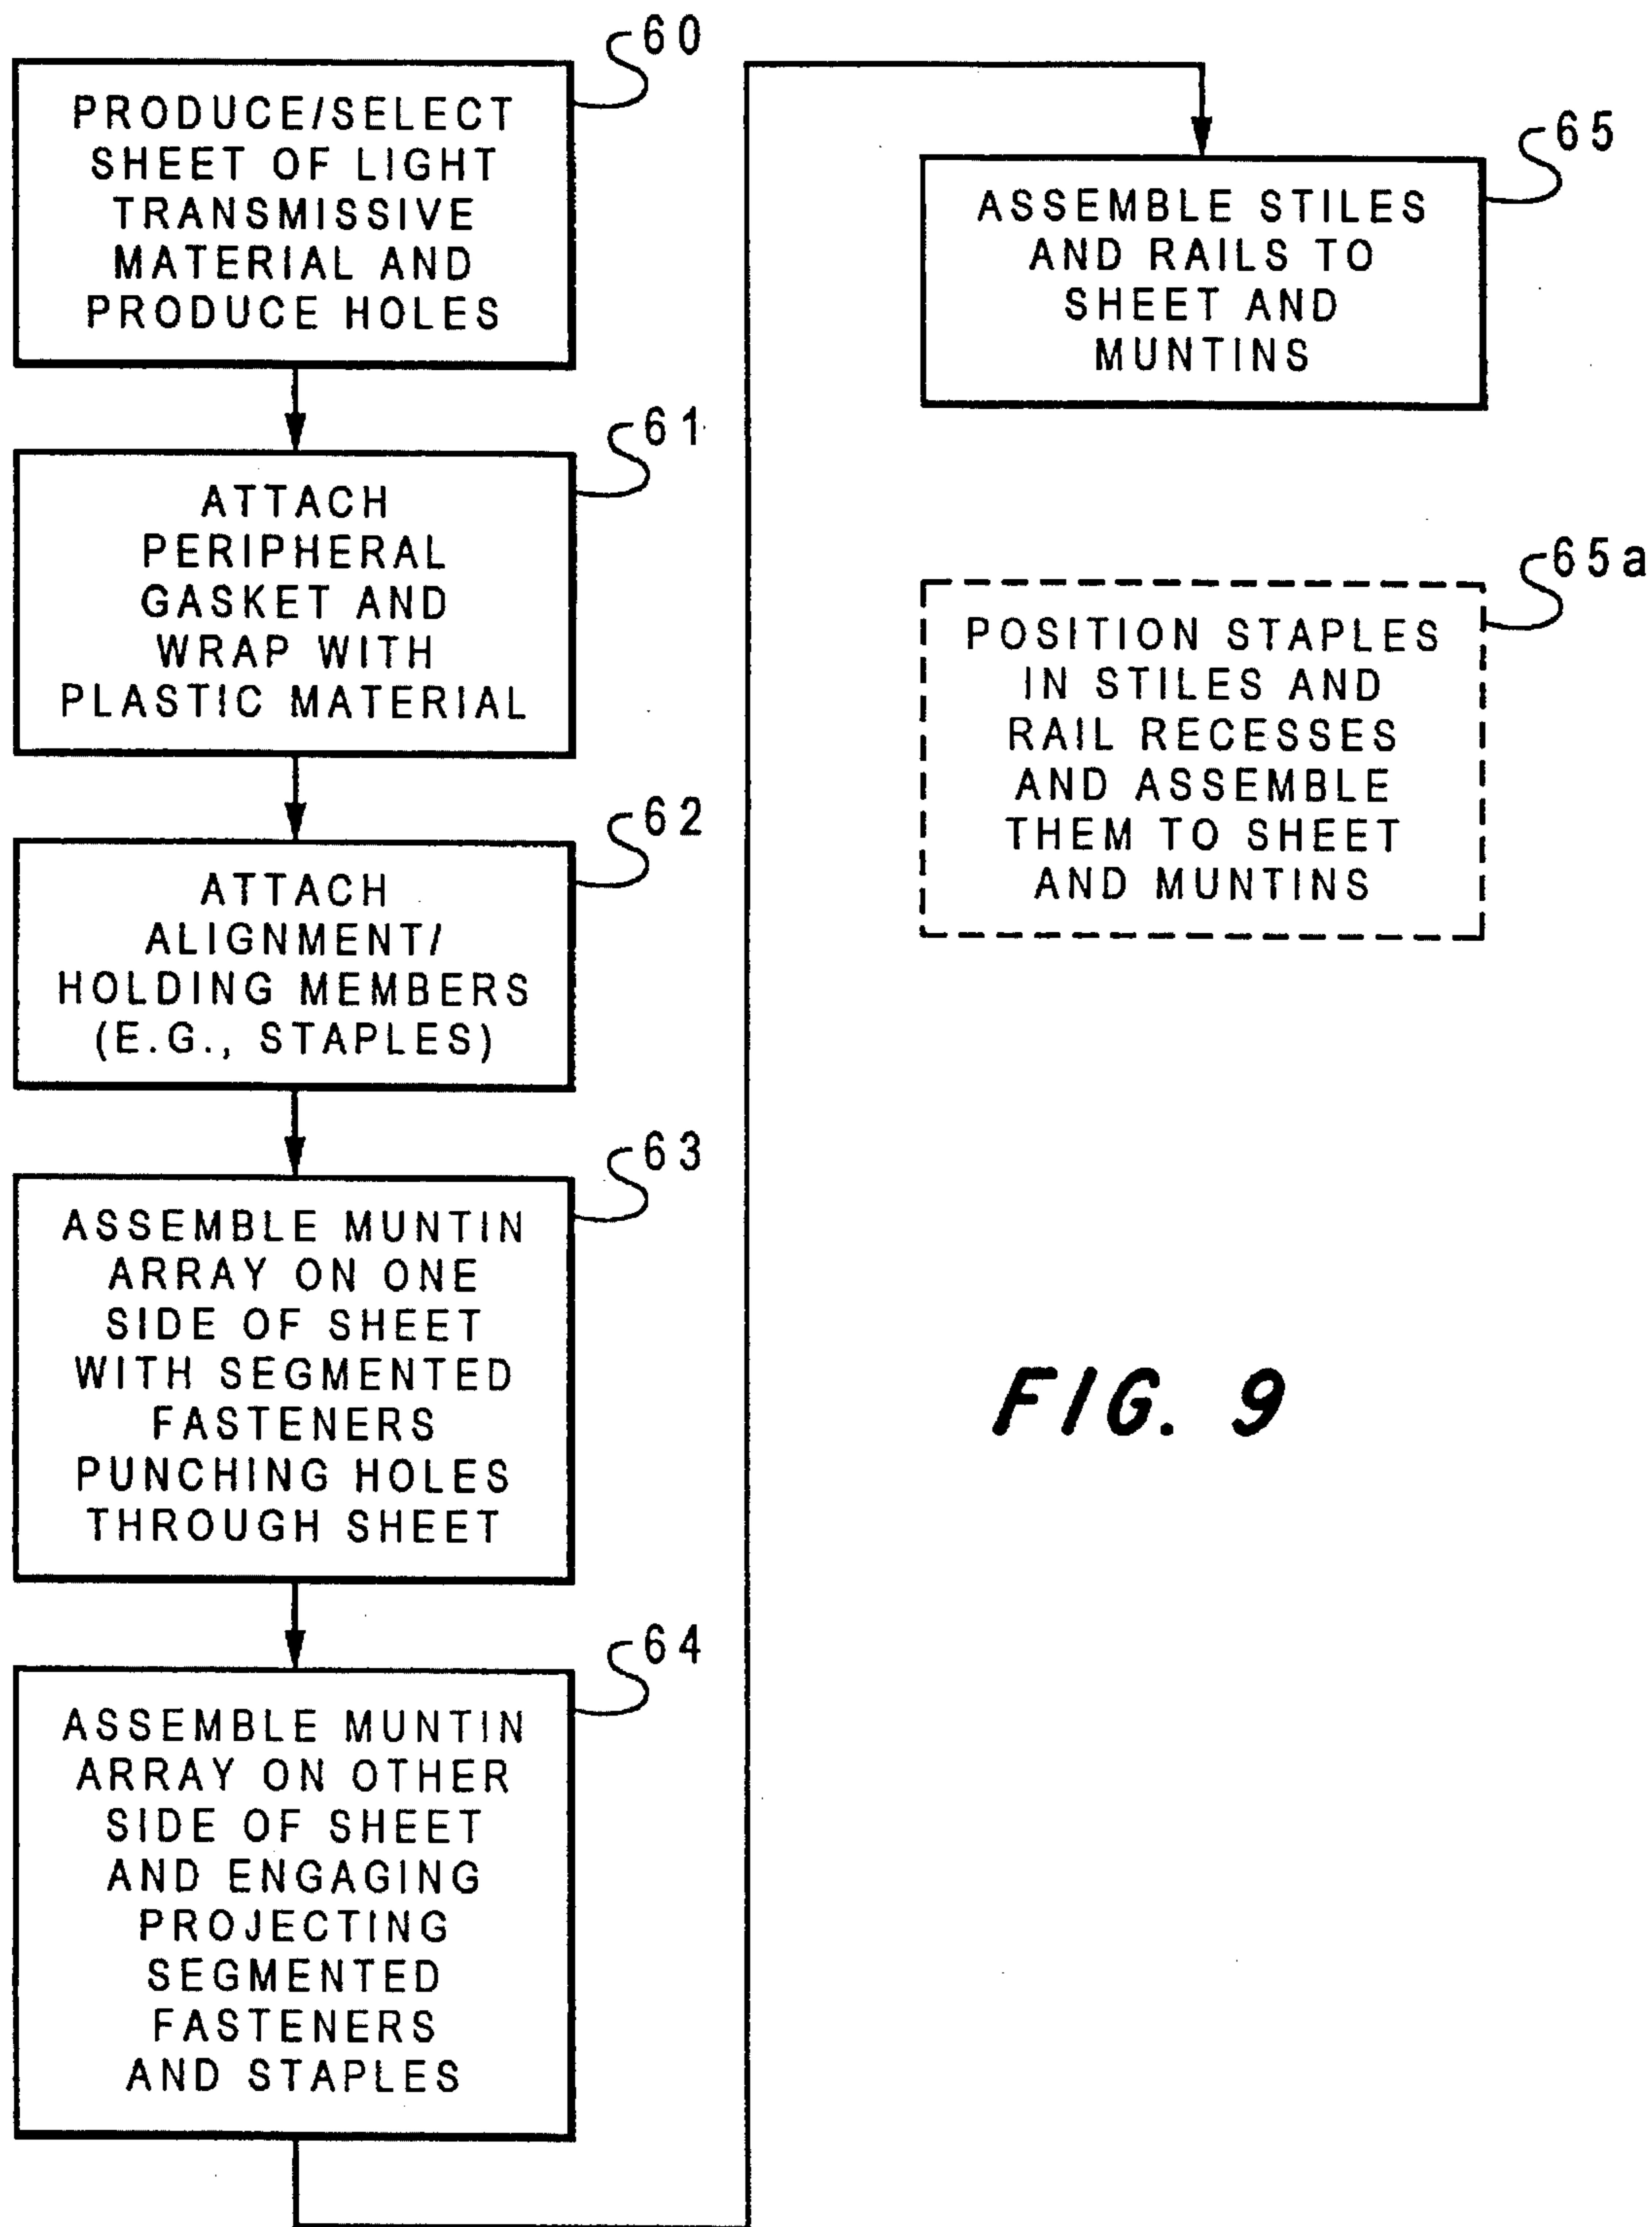 60
PRODUCE/SELECT
SHEET OF LIGHT
TRANSMISSIVE
MATERIAL AND
PRODUCE HOLES
61
ATTACH
PERIPHERAL
GASKET AND
WRAP WITH
PLASTIC MATERIAL
62
ATTACH
ALIGNMENT/
HOLDING MEMBERS
(E.G., STAPLES)
63
ASSEMBLE MUNTIN
ARRAY ON ONE
SIDE OF SHEET
WITH SEGMENTED
FASTENERS
PUNCHING HOLES
THROUGH SHEET
64
ASSEMBLE MUNTIN
ARRAY ON OTHER
SIDE OF SHEET
AND ENGAGING
PROJECTING
SEGMENTED
FASTENERS
AND STAPLES
65
ASSEMBLE STILES
AND RAILS TO
SHEET AND
MUNTINS
65a
POSITION STAPLES
IN STILES AND
RAIL RECESSES
AND ASSEMBLE
THEM TO SHEET
AND MUNTINS
FIG. 9